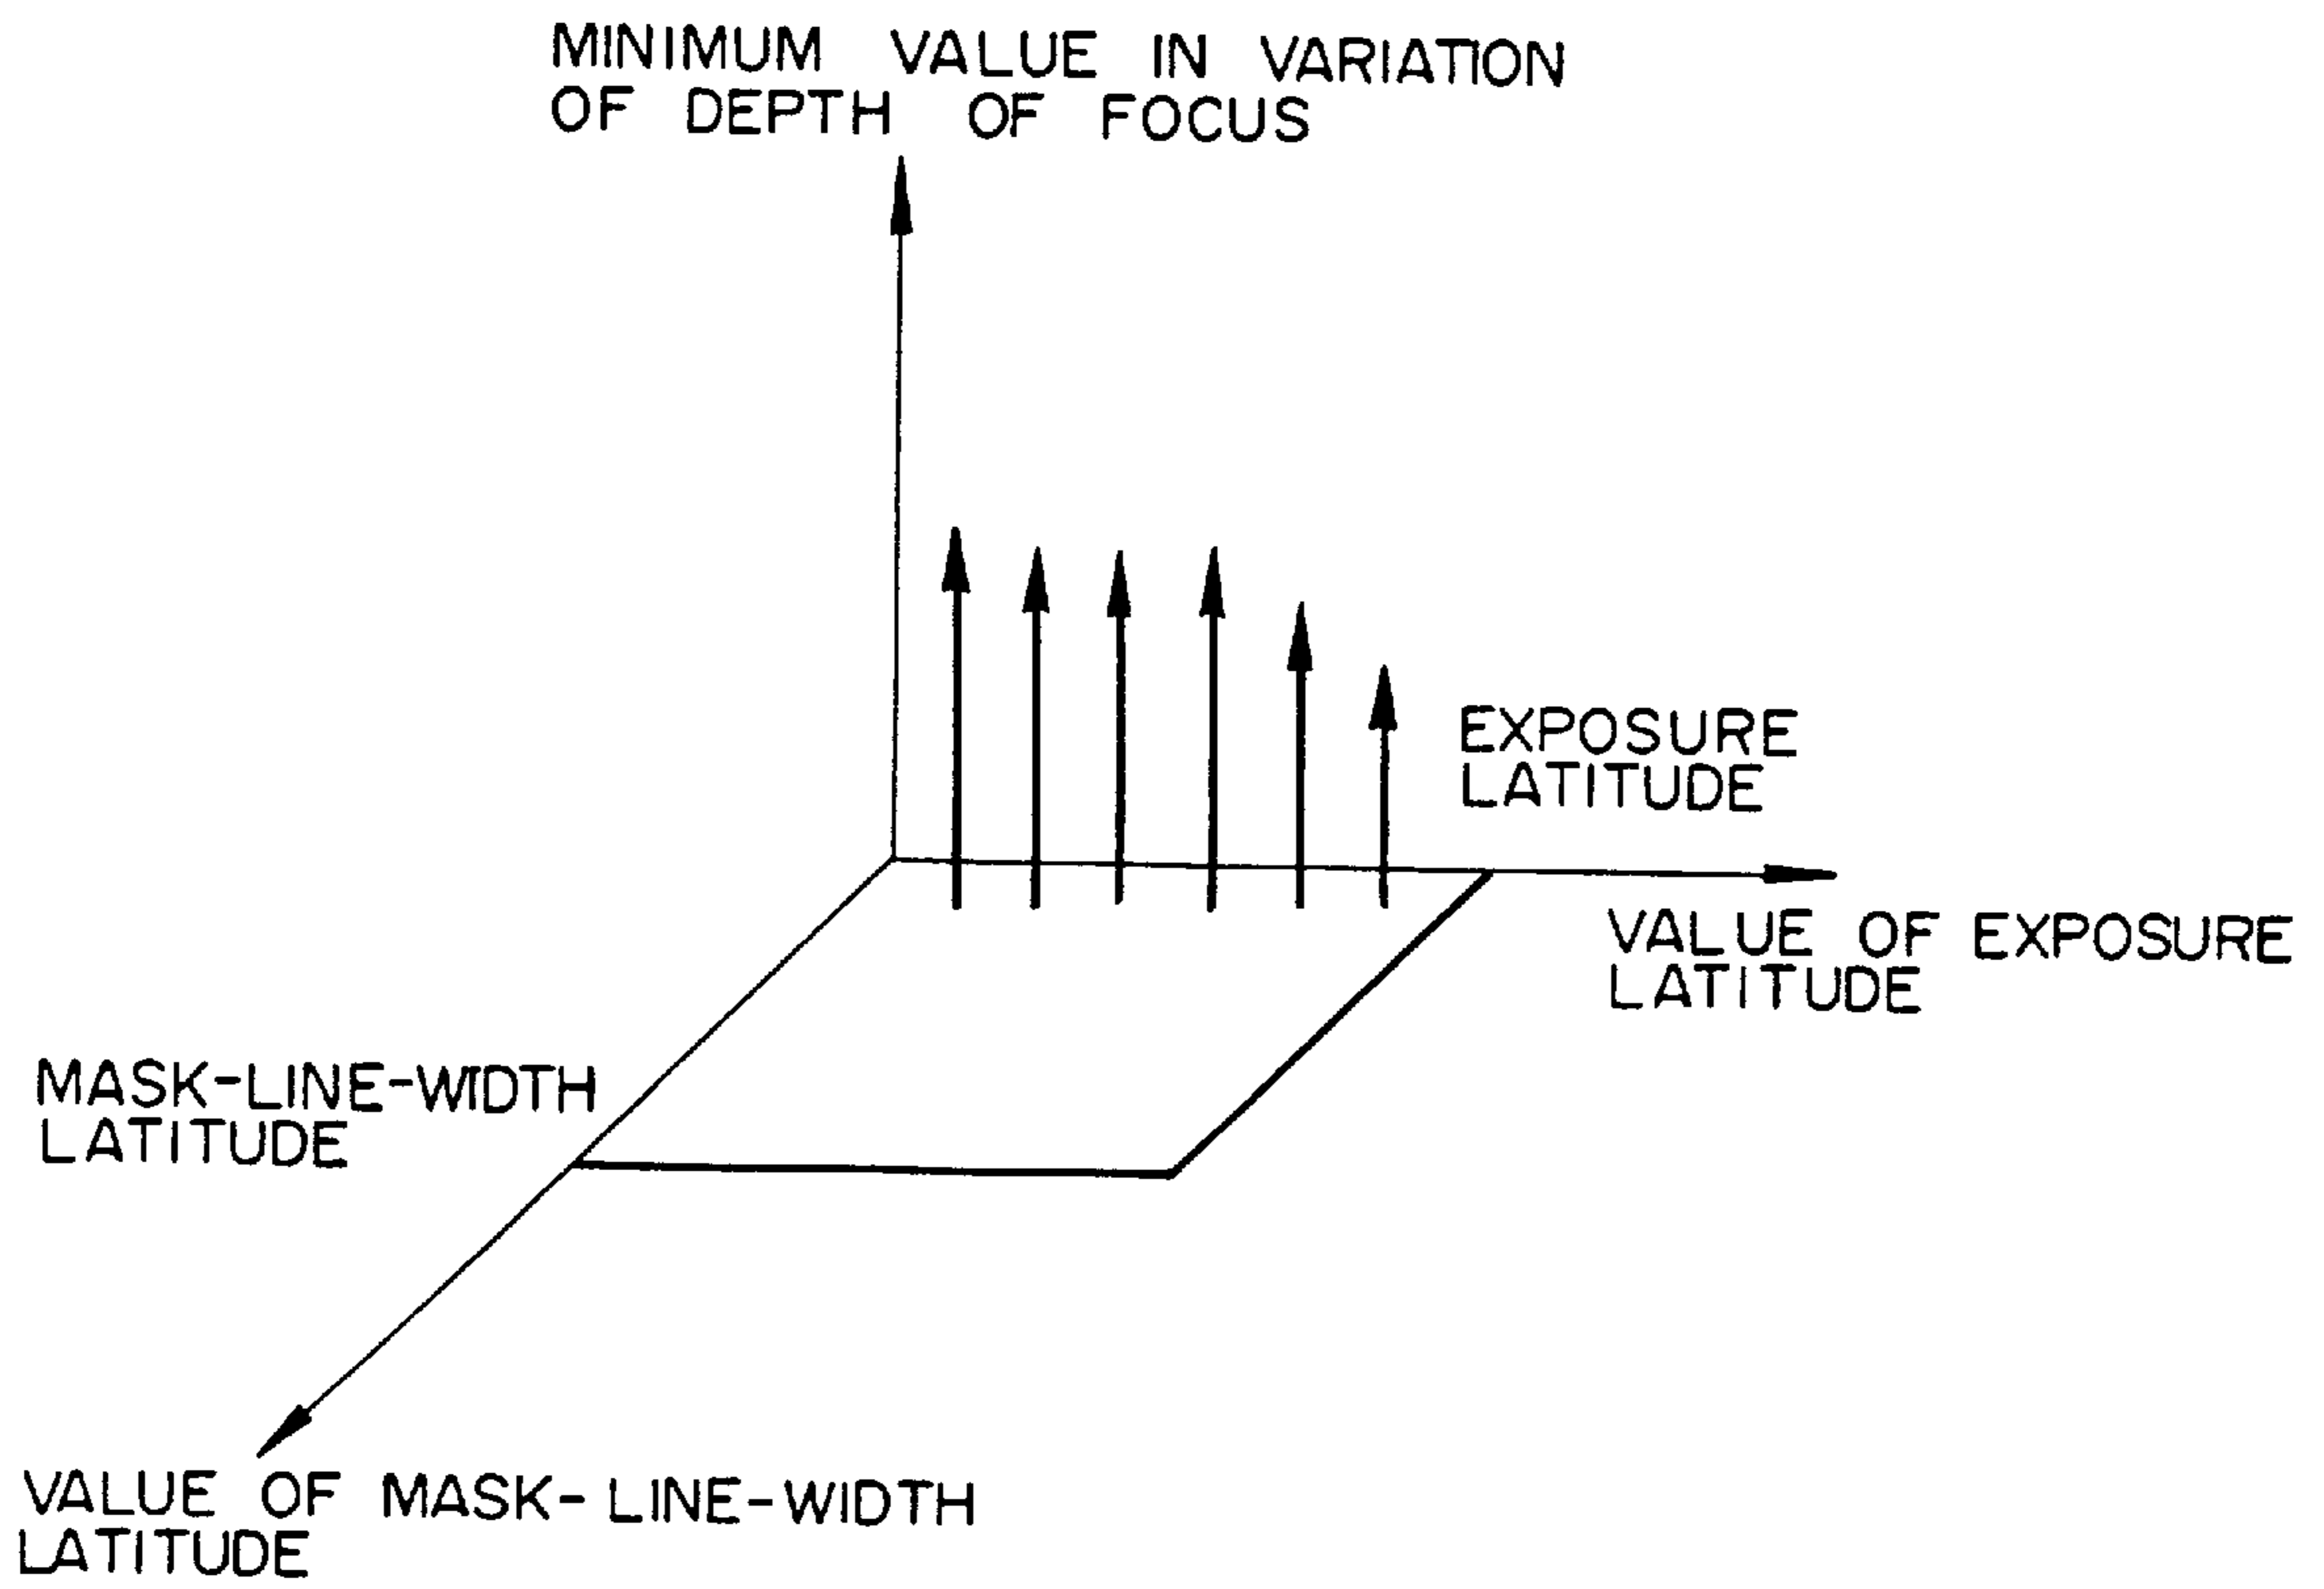 MINIMUM VALUE IN VARIATION
OF DEPTH OF FOCUS
EXPOSURE
LATITUDE
VALUE OF EXPOSURE
LATITUDE
MASK-LINE-WIDTH
LATITUDE
VALUE OF MASK-LINE-WIDTH
LATITUDE